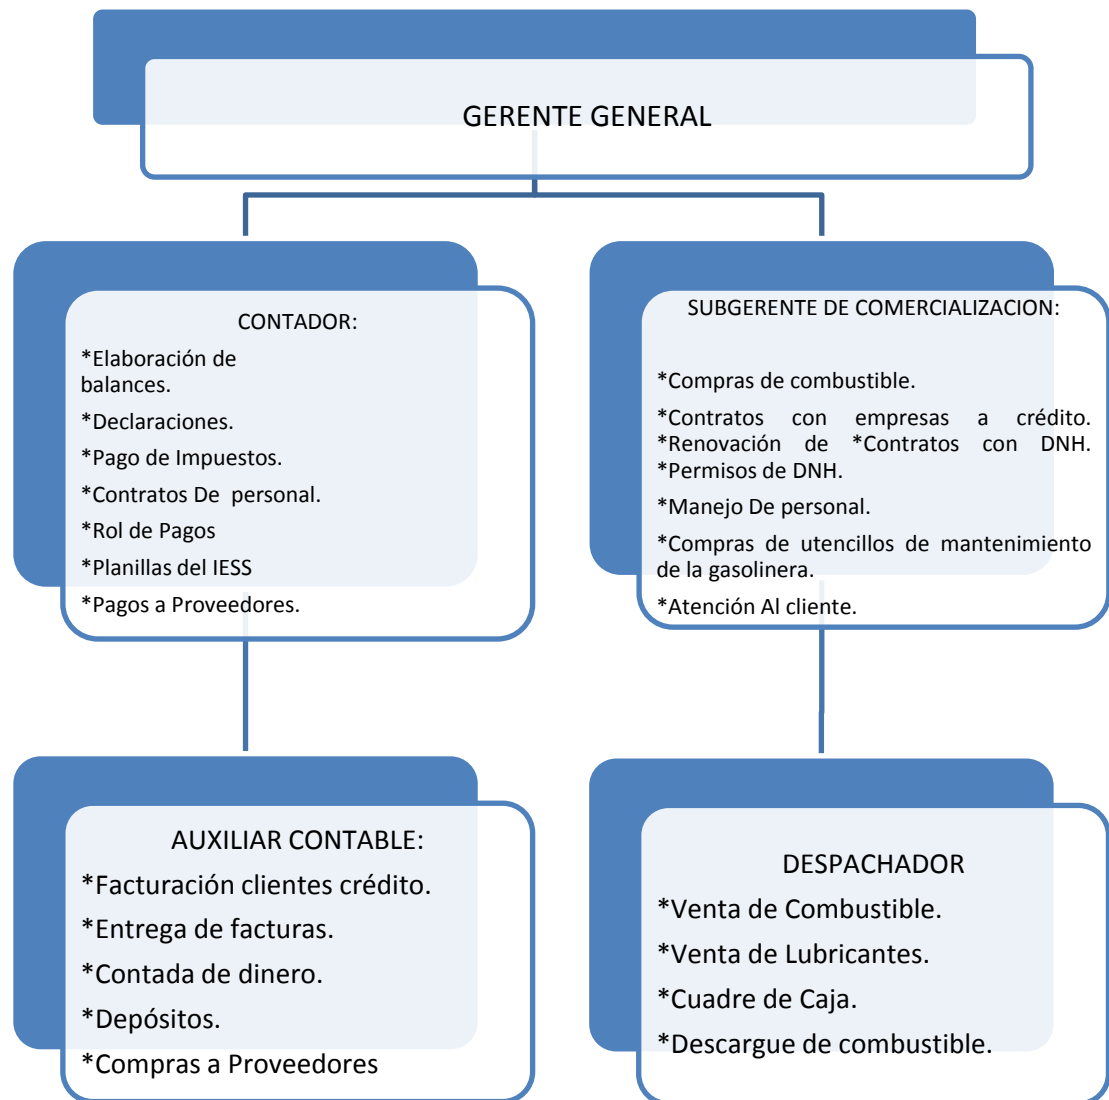 GERENTE GENERAL
CONTADOR:
*Elaboración de
balances.
*Declaraciones.
*Pago de Impuestos.
*Contratos De personal.
*Rol de Pagos
*Planillas del IESS
*Pagos a Proveedores.
SUBGERENTE DE COMERCIALIZACION:
*Compras de combustible.
*Contratos con empresas a crédito.
*Renovación de *Contratos con DNH.
*Permisos de DNH.
*Manejo De personal.
*Compras de utencillos de mantenimiento
de la gasolinera.
*Atención Al cliente.
AUXILIAR CONTABLE:
*Facturación clientes crédito.
*Entrega de facturas.
*Contada de dinero.
*Depósitos.
*Compras a Proveedores
DESPACHADOR
*Venta de Combustible.
*Venta de Lubricantes.
*Cuadre de Caja.
*Descargue de combustible.